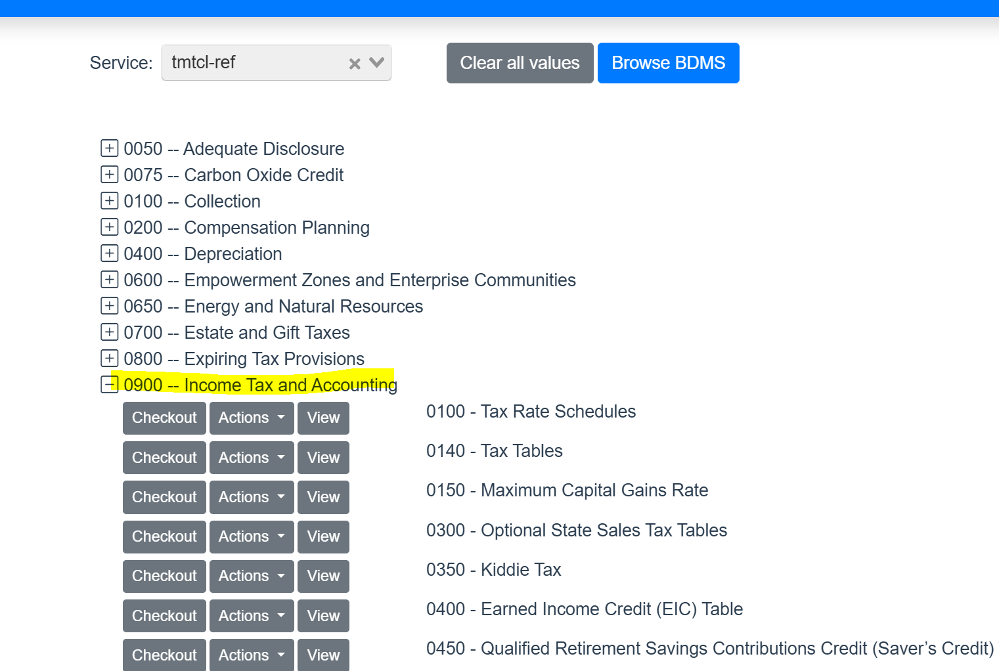 Service: tmtcl-ref Clear all values Browse BDMS
0050 -- Adequate Disclosure
0075 -- Carbon Oxide Credit
0100 -- Collection
0200 -- Compensation Planning
0400 -- Depreciation
0600 -- Empowerment Zones and Enterprise Communities
0650 -- Energy and Natural Resources
0700 -- Estate and Gift Taxes
0800 -- Expiring Tax Provisions
0900 -- Income Tax and Accounting
Checkout Actions View 0100 - Tax Rate Schedules
Checkout Actions View 0140 - Tax Tables
Checkout Actions View 0150 - Maximum Capital Gains Rate
Checkout Actions View 0300 - Optional State Sales Tax Tables
Checkout Actions View 0350 - Kiddie Tax
Checkout Actions View 0400 - Earned Income Credit (EIC) Table
Checkout Actions View 0450 - Qualified Retirement Savings Contributions Credit (Saver’s Credit)